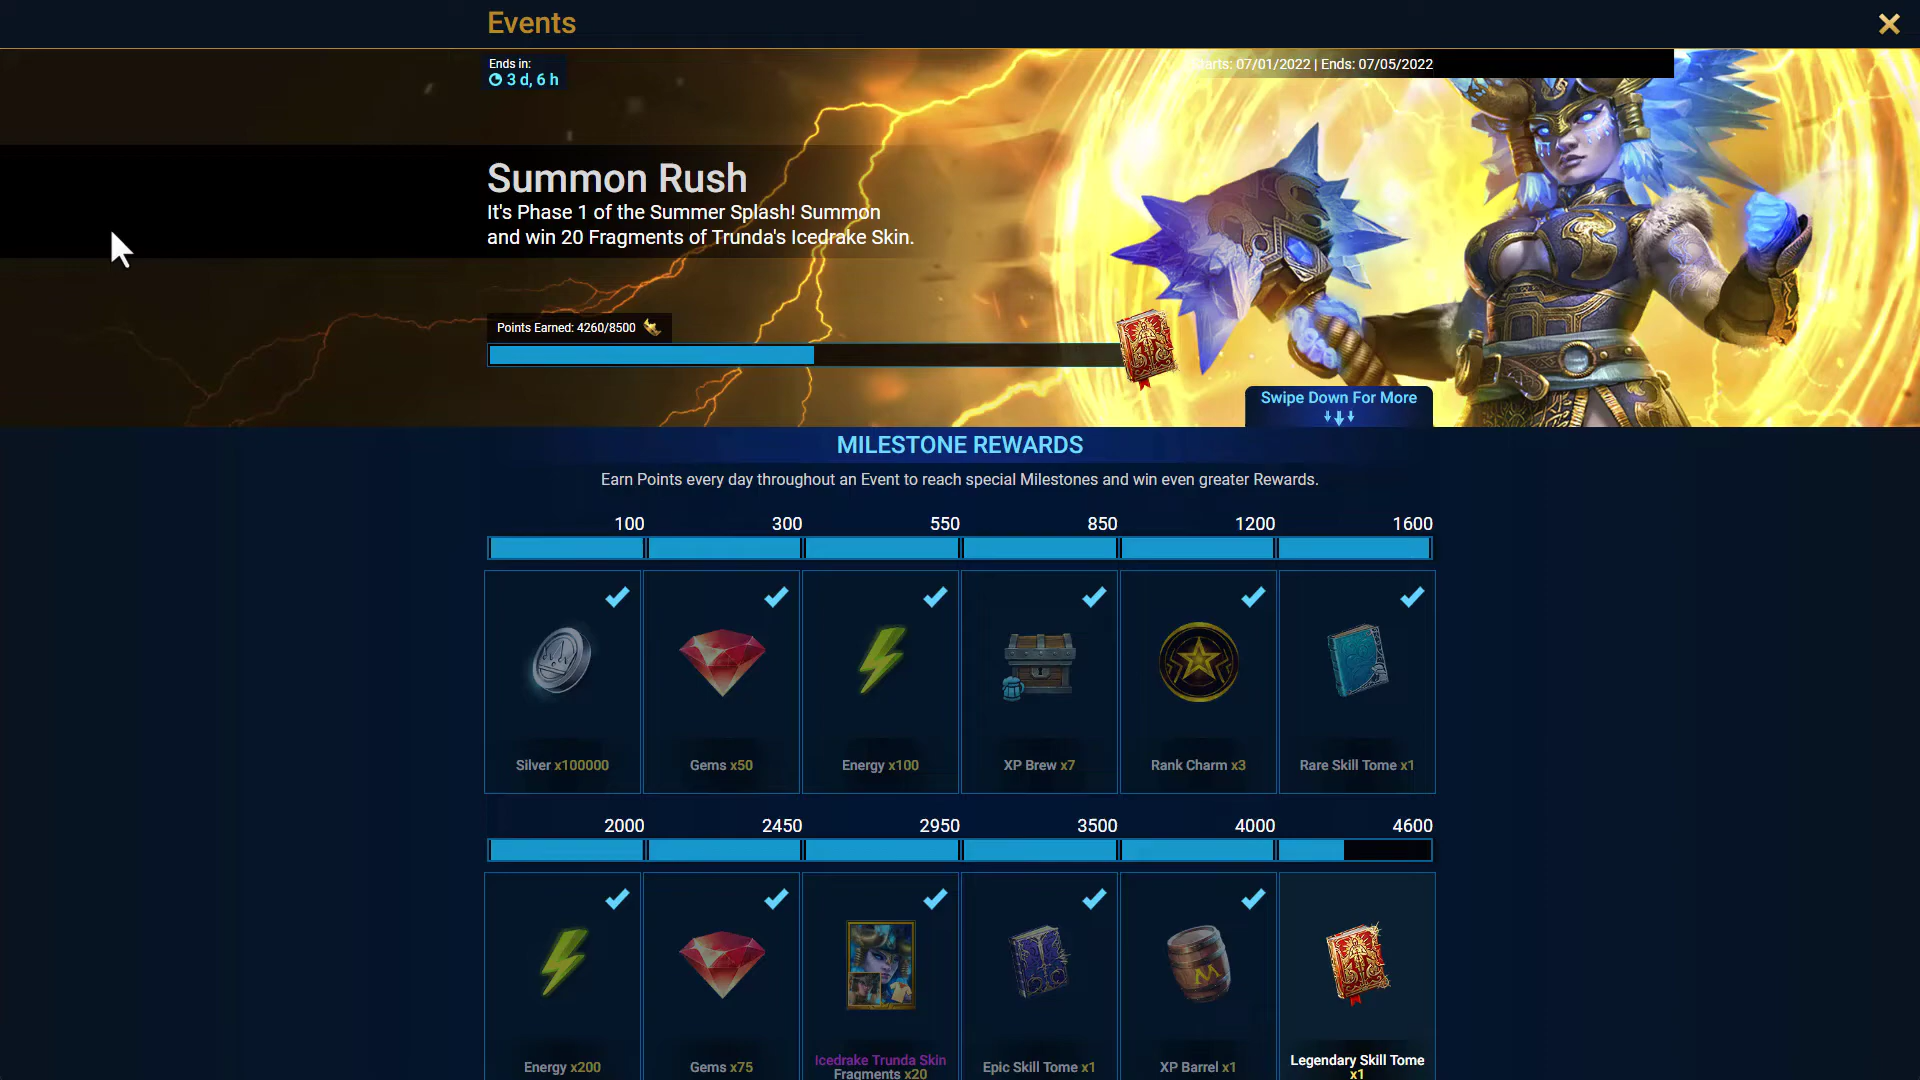 Events
Ends in:
3 d, 6 h
07/01/2022 | Ends: 07/05/2022
Summon Rush
It's Phase 1 of the Summer Splash! Summon
and win 20 Fragments of Trunda's Icedrake Skin.
Points Earned: 4260/8500
Swipe Down For More
MILESTONE REWARDS
Earn Points every day throughout an Event to reach special Milestones and win even greater Rewards.
100 300 550 850 1200 1600
Silver x100000
Gems x50
Energy x100
XP Brew x7
Rank Charm x3
Rare Skill Tome x1
2000 2450 2950 3500 4000 4600
Energy x200
Gems x75
Icedrake Trunda Skin
Fragments x20
Epic Skill Tome x1
XP Barrel x1
Legendary Skill Tome
x1